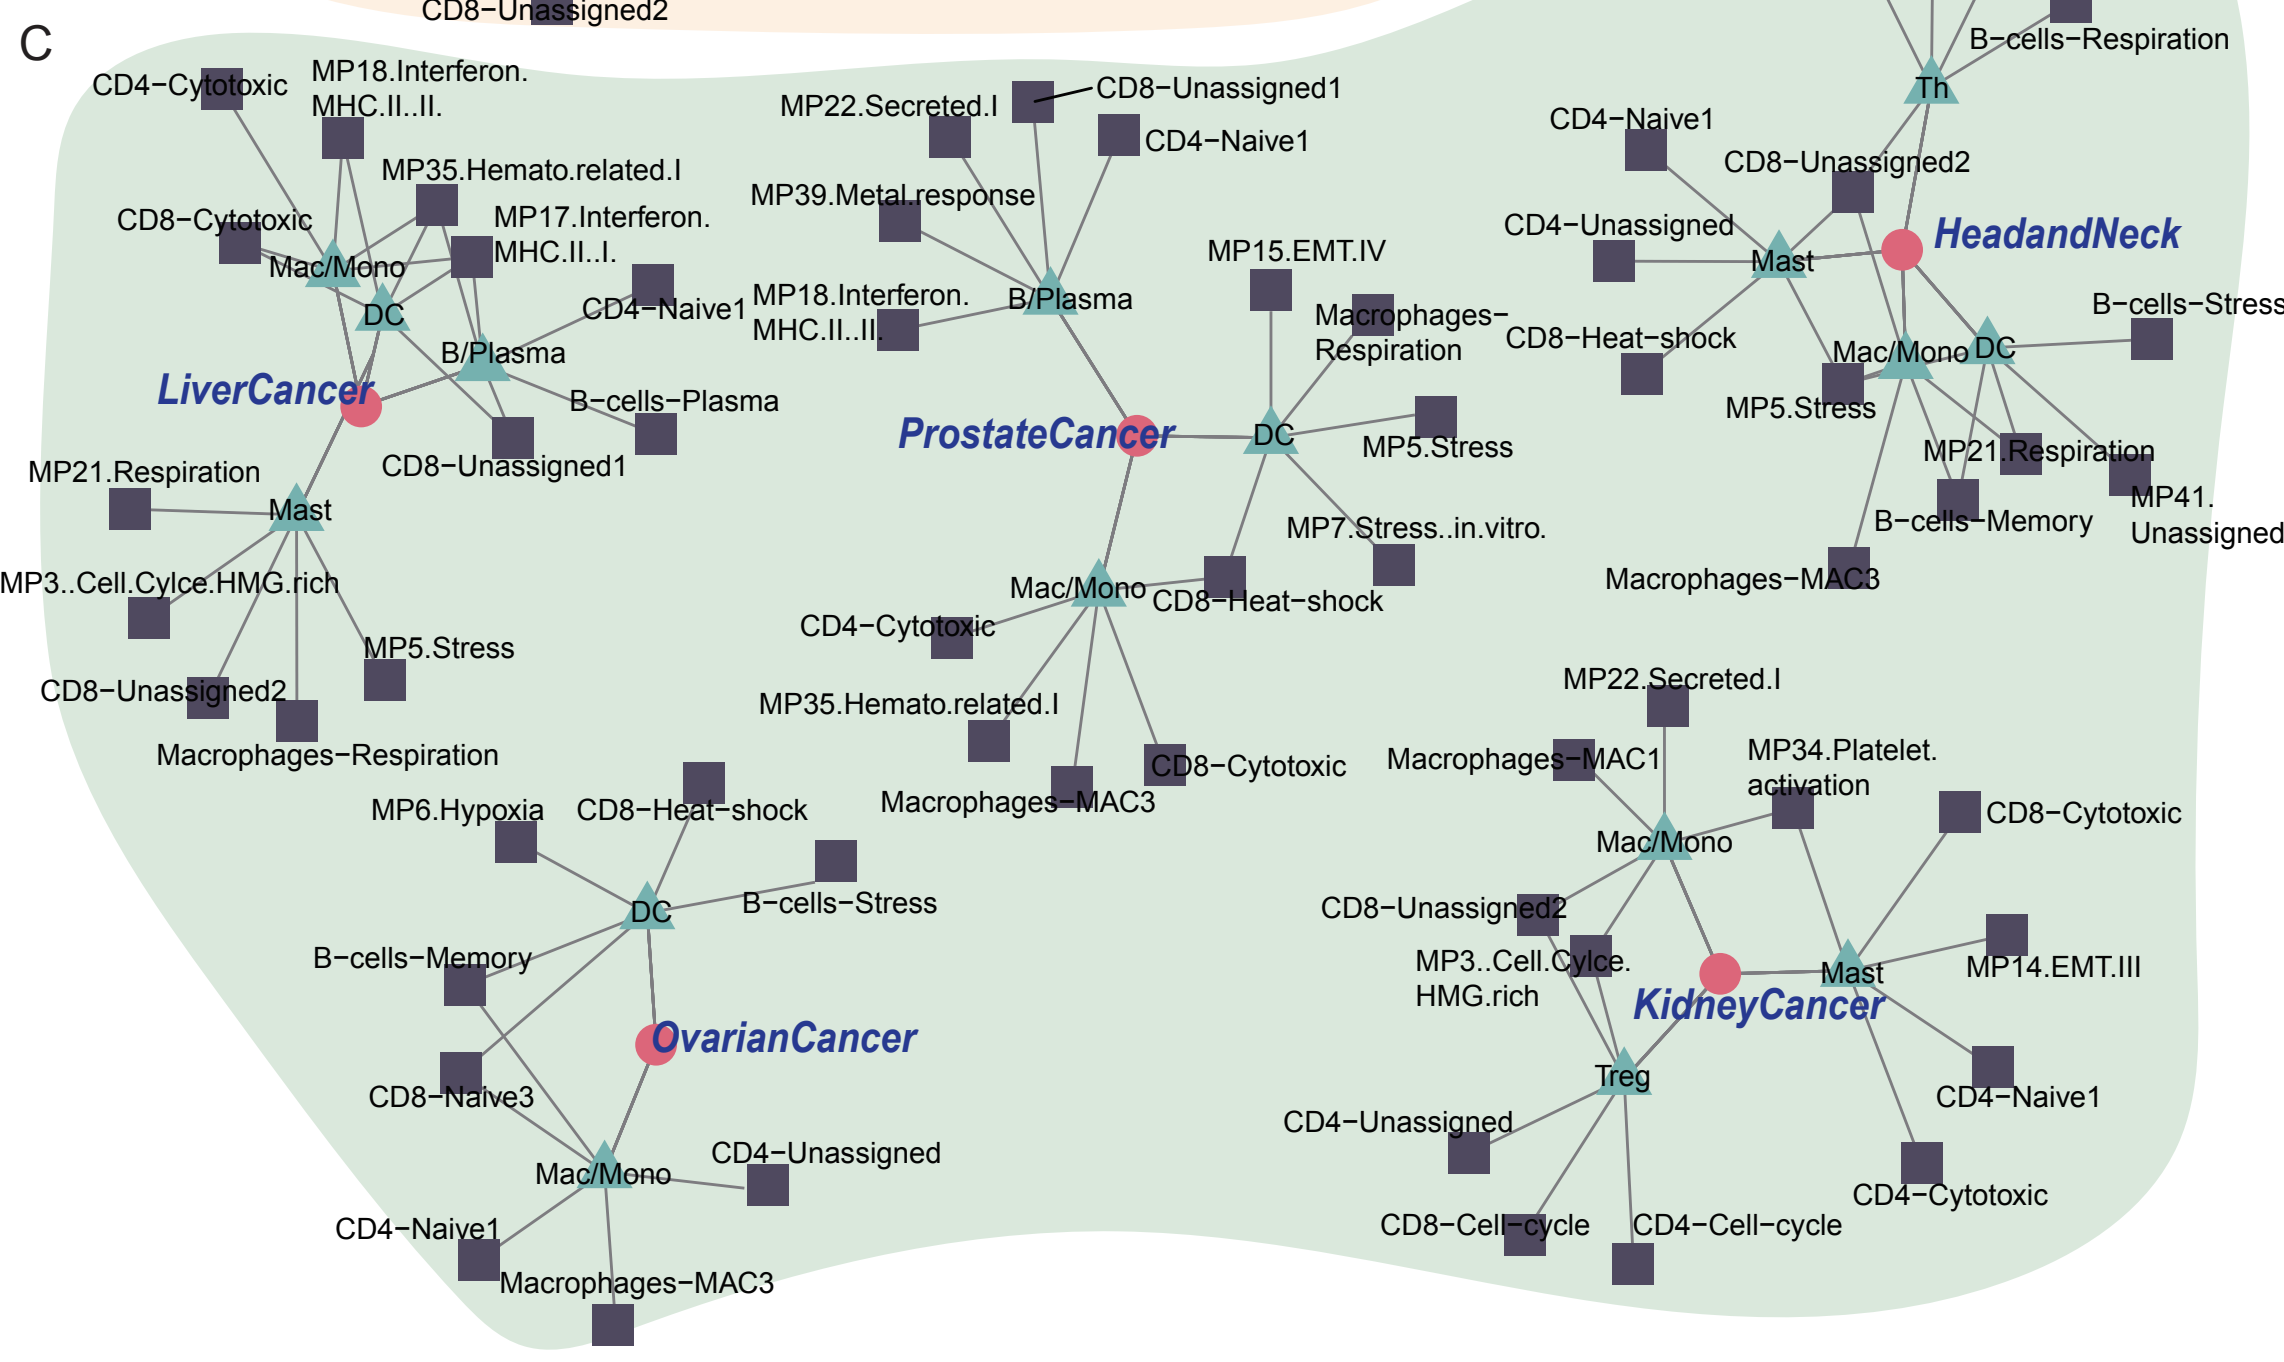 CD8−Unassigned2
C
CD4−Cytotoxic
MP18.Interferon.
MHC.II..II.
MP35.Hemato.related.I
CD8−Cytotoxic
MP17.Interferon.
MHC.II..I.
Mac/Mono
DC
CD4−Naive1
B/Plasma
LiverCancer
B−cells−Plasma
CD8−Unassigned1
MP21.Respiration
Mast
MP3..Cell.Cylce.HMG.rich
MP5.Stress
CD8−Unassigned2
Macrophages−Respiration
MP22.Secreted.I
CD8−Unassigned1
CD4−Naive1
MP39.Metal.response
MP18.Interferon.
MHC.II..II.
B/Plasma
MP15.EMT.IV
Macrophages−
Respiration
ProstateCancer
DC
MP5.Stress
MP7.Stress..in.vitro.
Mac/Mono
CD8−Heat−shock
CD4−Cytotoxic
MP35.Hemato.related.I
CD8−Cytotoxic
Macrophages−MAC3
B−cells−Respiration
Th
CD4−Naive1
CD8−Unassigned2
CD4−Unassigned
HeadandNeck
Mast
B−cells−Stress
CD8−Heat−shock
Mac/Mono
DC
MP5.Stress
MP21.Respiration
MP41.
Unassigned
B−cells−Memory
Macrophages−MAC3
MP6.Hypoxia
CD8−Heat−shock
DC
B−cells−Stress
B−cells−Memory
OvarianCancer
CD8−Naive3
CD4−Unassigned
Mac/Mono
CD4−Naive1
Macrophages−MAC3
MP22.Secreted.I
Macrophages−MAC1
MP34.Platelet.
activation
CD8−Cytotoxic
Mac/Mono
CD8−Unassigned2
MP3..Cell.Cylce.
HMG.rich
Mast
MP14.EMT.III
KidneyCancer
Treg
CD4−Naive1
CD4−Unassigned
CD4−Cytotoxic
CD8−Cell−cycle
CD4−Cell−cycle